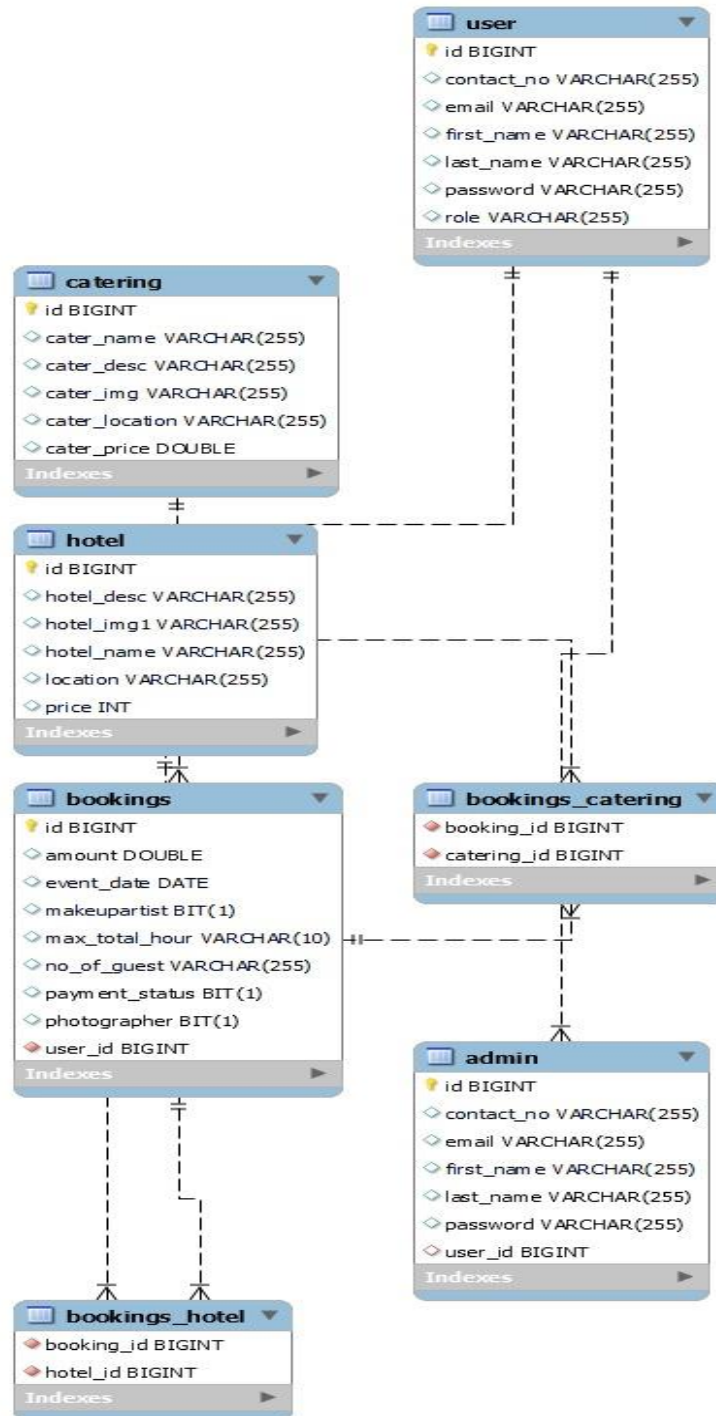 user
id BIGINT
contact_no VARCHAR(255)
email VARCHAR(255)
first_name VARCHAR(255)
last_name VARCHAR(255)
password VARCHAR(255)
role VARCHAR(255)
Indexes
catering
id BIGINT
cater_name VARCHAR(255)
cater_desc VARCHAR(255)
cater_img VARCHAR(255)
cater_location VARCHAR(255)
cater_price DOUBLE
Indexes
hotel
id BIGINT
hotel_desc VARCHAR(255)
hotel_img1 VARCHAR(255)
hotel_name VARCHAR(255)
location VARCHAR(255)
price INT
Indexes
bookings
id BIGINT
amount DOUBLE
event_date DATE
makeupartist BIT(1)
max_total_hour VARCHAR(10)
no_of_guest VARCHAR(255)
payment_status BIT(1)
photographer BIT(1)
user_id BIGINT
Indexes
bookings_catering
booking_id BIGINT
catering_id BIGINT
Indexes
admin
id BIGINT
contact_no VARCHAR(255)
email VARCHAR(255)
first_name VARCHAR(255)
last_name VARCHAR(255)
password VARCHAR(255)
user_id BIGINT
Indexes
bookings_hotel
booking_id BIGINT
hotel_id BIGINT
Indexes